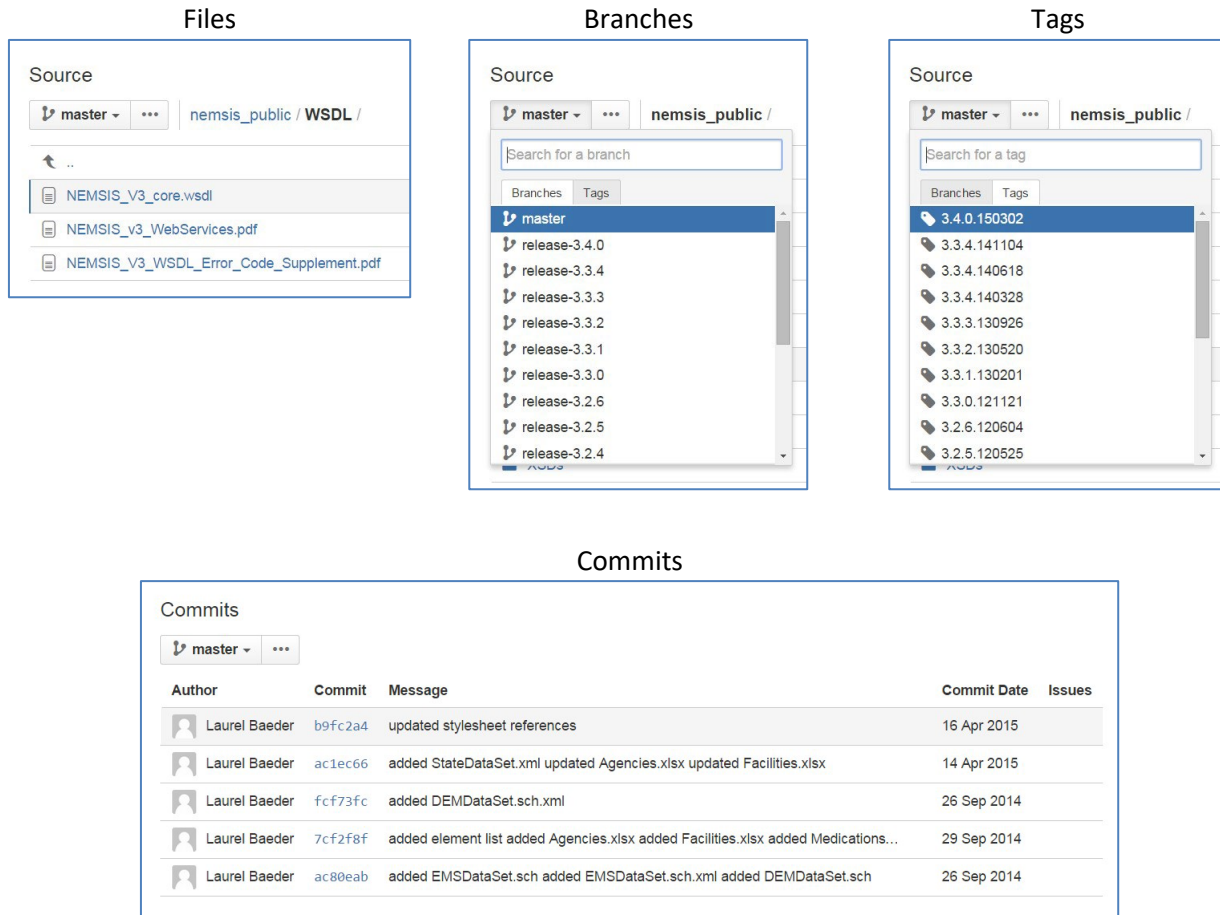 Files
Source
master ••• nemsis_public / WSDL /
..
NEMSIS_V3_core.wsdl
NEMSIS_v3_WebServices.pdf
NEMSIS_V3_WSDL_Error_Code_Supplement.pdf
Branches
Source
master ••• nemsis_public /
Search for a branch
Branches Tags
master
release-3.4.0
release-3.3.4
release-3.3.3
release-3.3.2
release-3.3.1
release-3.3.0
release-3.2.6
release-3.2.5
release-3.2.4
XSDs
Tags
Source
master ••• nemsis_public /
Search for a tag
Branches Tags
3.4.0.150302
3.3.4.141104
3.3.4.140618
3.3.4.140328
3.3.3.130926
3.3.2.130520
3.3.1.130201
3.3.0.121121
3.2.6.120604
3.2.5.120525
XSDs
Commits
Commits
master •••
Author Commit Message Commit Date Issues
Laurel Baeder b9fc2a4 updated stylesheet references 16 Apr 2015
Laurel Baeder ac1ec66 added StateDataSet.xml updated Agencies.xlsx updated Facilities.xlsx 14 Apr 2015
Laurel Baeder fcf73fc added DEMDataSet.sch.xml 26 Sep 2014
Laurel Baeder 7cf2f8f added element list added Agencies.xlsx added Facilities.xlsx added Medications… 29 Sep 2014
Laurel Baeder ac80eab added EMSDataSet.sch added EMSDataSet.sch.xml added DEMDataSet.sch 26 Sep 2014